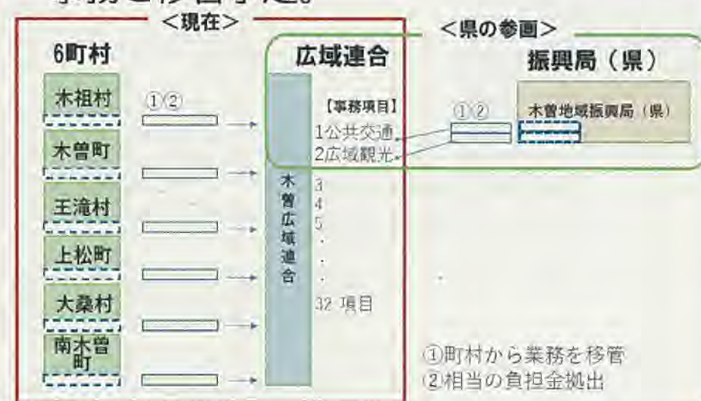 ＜現在＞
＜県の参画＞
6町村
広域連合
振興局（県）
木祖村
①②
【事務項目】
1公共交通
2広域観光
①②
木曽地域振興局（県）
木曽町
王滝村
上松町
大桑村
南木曽町
木曽広域連合
3
4
5
・
・
・
32 項目
①町村から業務を移管
②相当の負担金拠出